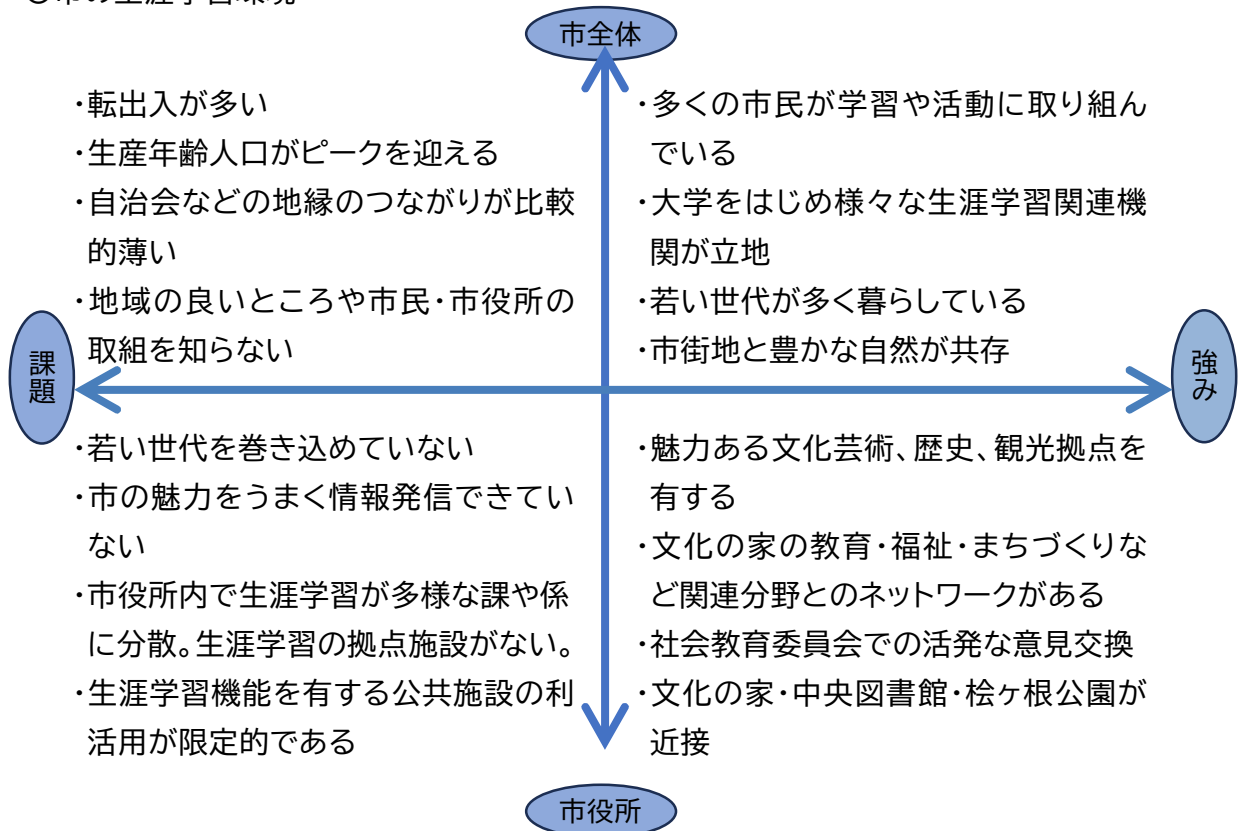 市の生涯学習環境
市全体
・転出入が多い
・生産年齢人口がピークを迎える
・自治会などの地縁のつながりが比較
的薄い
・地域の良いところや市民・市役所の
取組を知らない
・多くの市民が学習や活動に取り組ん
でいる
・大学をはじめ様々な生涯学習関連機
関が立地
・若い世代が多く暮らしている
・市街地と豊かな自然が共存
課題
強み
・若い世代を巻き込めていない
・市の魅力をうまく情報発信できてい
ない
・市役所内で生涯学習が多様な課や係
に分散。生涯学習の拠点施設がない。
・生涯学習機能を有する公共施設の利
活用が限定的である
・魅力ある文化芸術、歴史、観光拠点を
有する
・文化の家の教育・福祉・まちづくりな
ど関連分野とのネットワークがある
・社会教育委員会での活発な意見交換
・文化の家・中央図書館・桧ヶ根公園が
近接
市役所